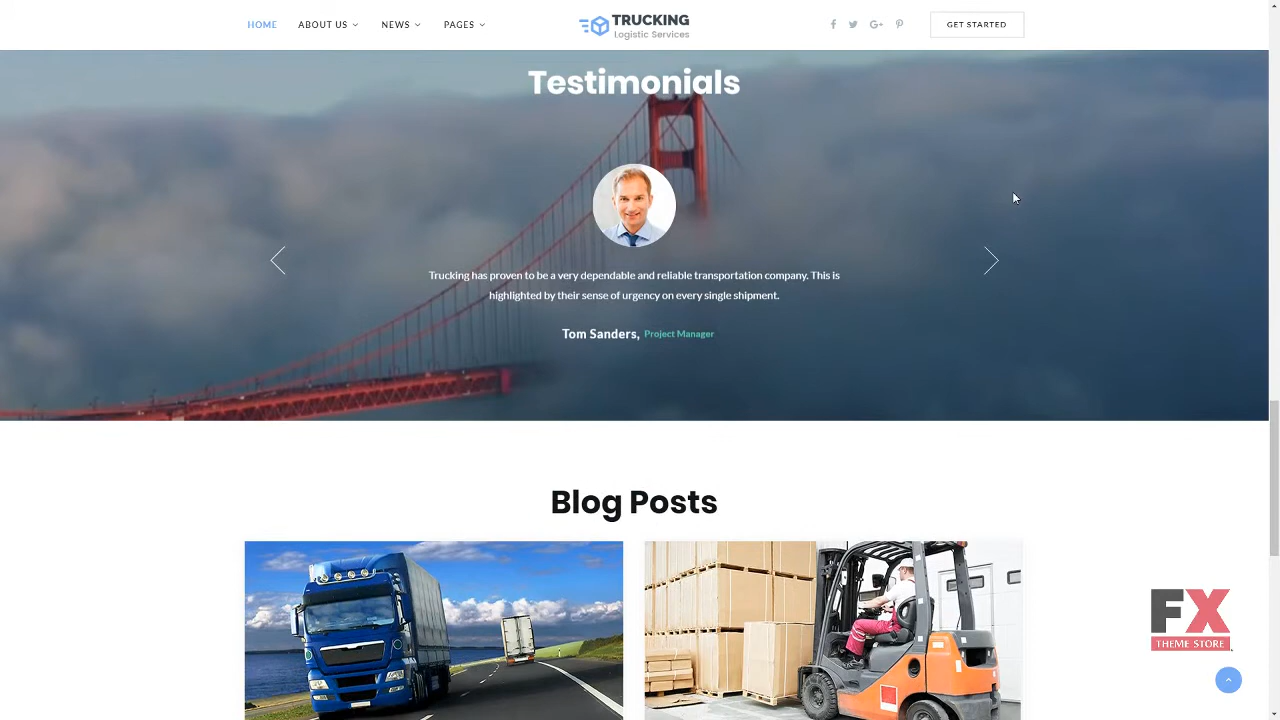 HOME ABOUT US NEWS PAGES TRUCKING Logistic Services GET STARTED
Testimonials
Trucking has proven to be a very dependable and reliable transportation company. This is
highlighted by their sense of urgency on every single shipment.
Tom Sanders, Project Manager
Blog Posts
FX
THEME STORE